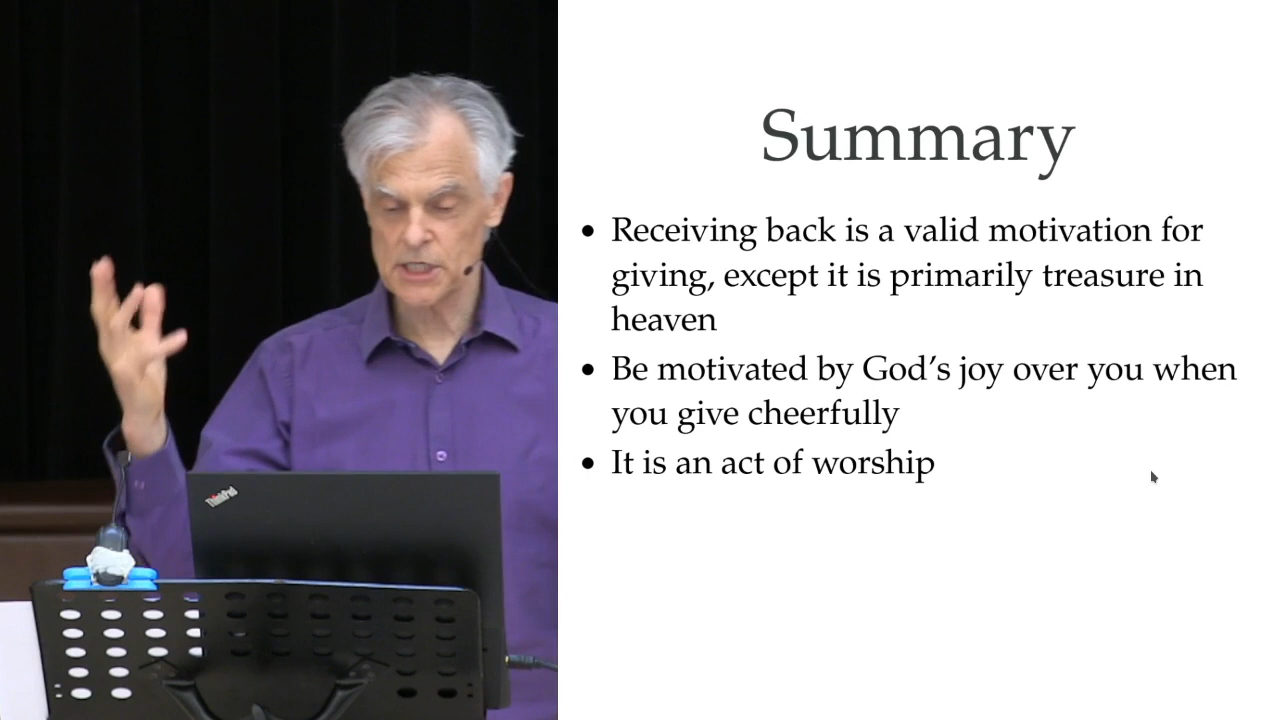 Summary
• Receiving back is a valid motivation for
giving, except it is primarily treasure in
heaven
• Be motivated by God’s joy over you when
you give cheerfully
• It is an act of worship
ThinkPad